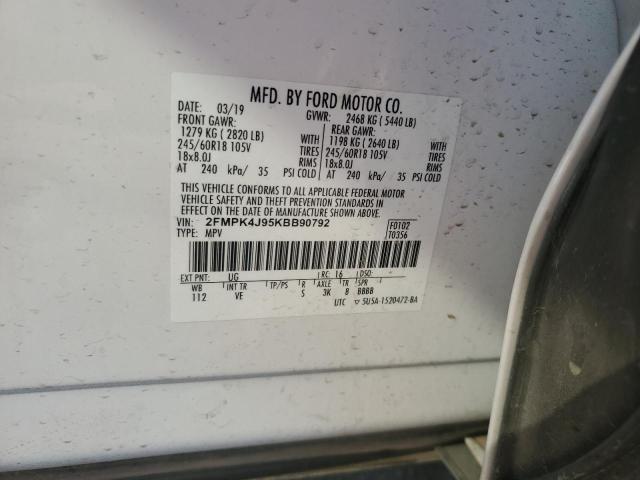 MFD. BY FORD MOTOR CO.
DATE: 03/19 GVWR: 2468 KG ( 5440 LB)
FRONT GAWR: REAR GAWR:
1279 KG ( 2820 LB) WITH 1198 KG ( 2640 LB) WITH
245/60R18 105V TIRES 245/60R18 105V TIRES
18x8.0J RIMS 18x8.0J RIMS
AT 240 kPa/ 35 PSI COLD AT 240 kPa/ 35 PSI COLD
THIS VEHICLE CONFORMS TO ALL APPLICABLE FEDERAL MOTOR
VEHICLE SAFETY AND THEFT PREVENTION STANDARDS IN
EFFECT ON THE DATE OF MANUFACTURE SHOWN ABOVE.
VIN: 2FMPK4J95KBB90792 F0102
TYPE: MPV T0356
EXT PNT: UG RC: 16 DSO:
WB INT TR TP/PS R AXLE TR SPR
112 VE S 3K 8 BBBB
UTC ▽ 5U5A-1520472-BA